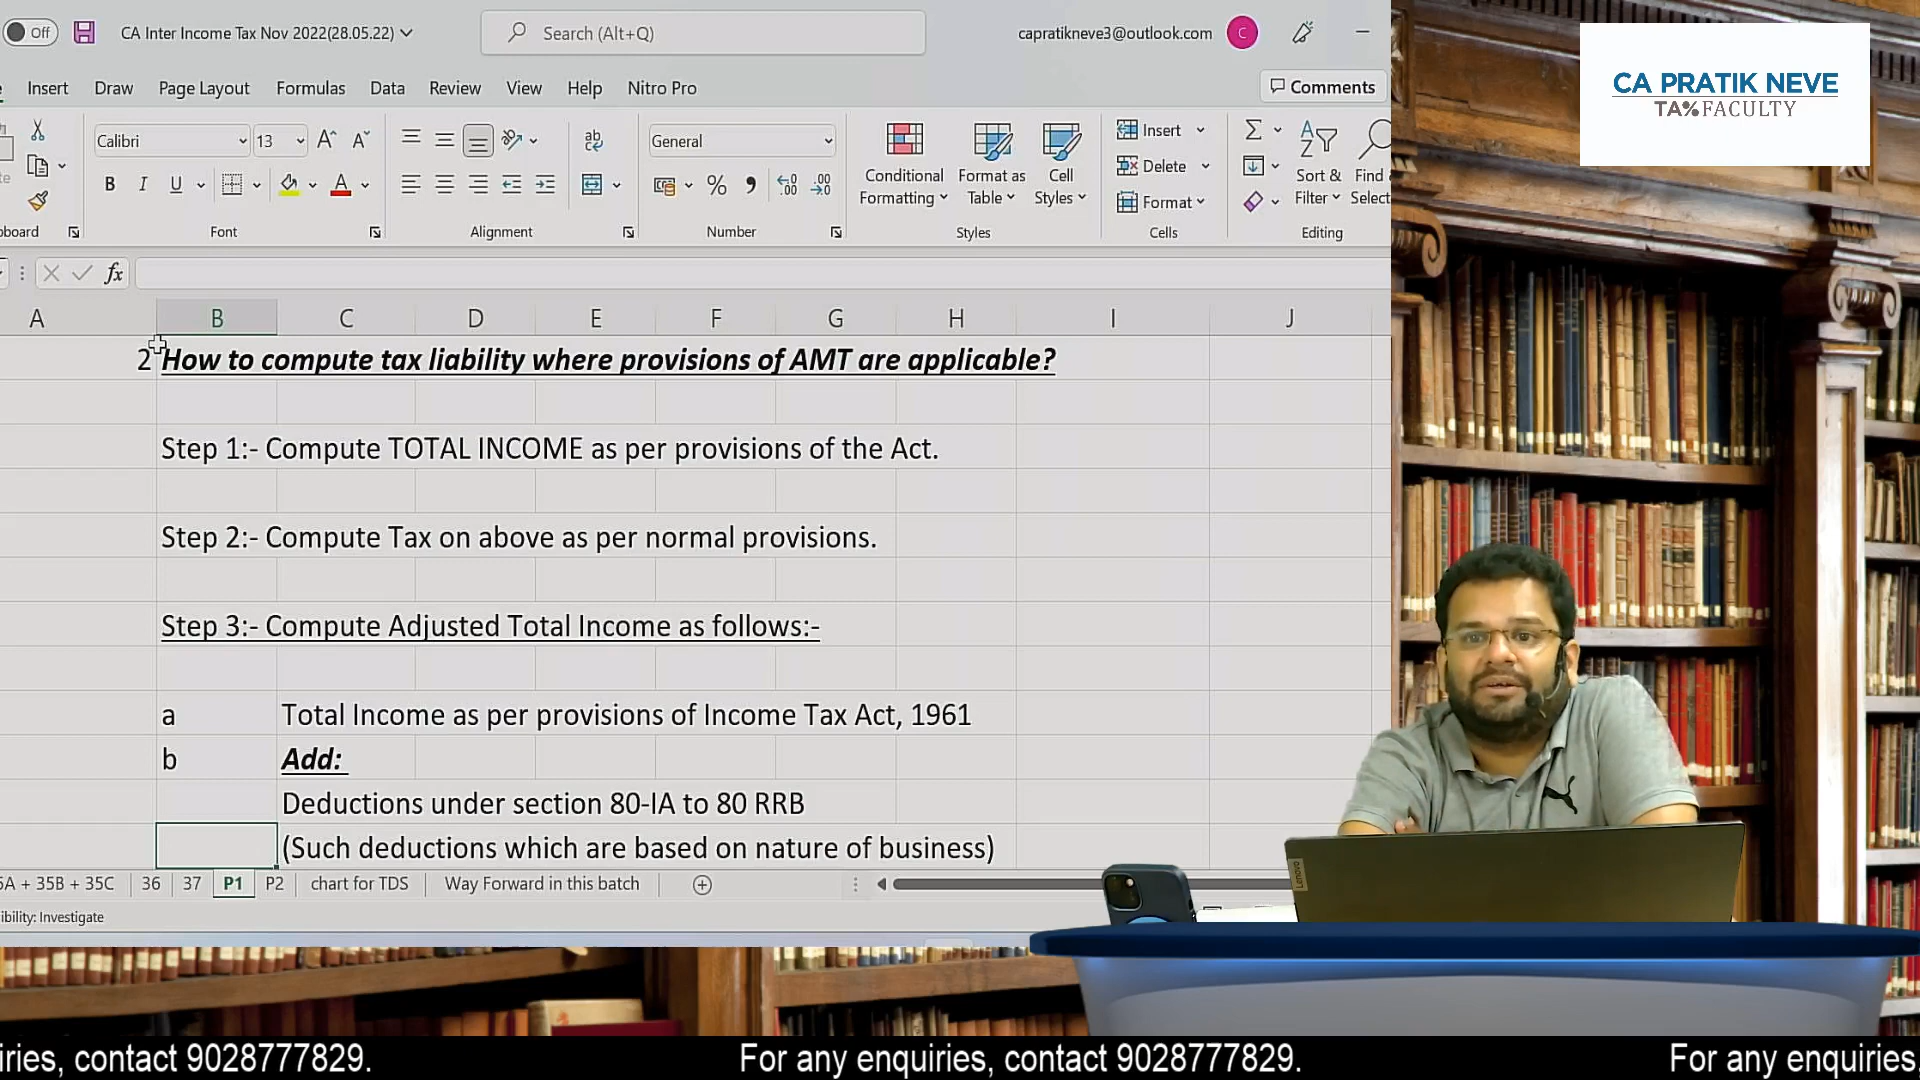 Off
CA Inter Income Tax Nov 2022(28.05.22)
Search (Alt+Q)
capratikneve3@outlook.com
C
CA PRATIK NEVE
TA%FACULTY
Insert Draw Page Layout Formulas Data Review View Help Nitro Pro
Comments
Calibri 13
General
B I U
Conditional Formatting
Format as Table
Cell Styles
Insert
Delete
Format
Sort & Filter
Find
Select
Font Alignment Number Styles Cells Editing
fx
A B C D E F G H I J
2 How to compute tax liability where provisions of AMT are applicable?
Step 1:- Compute TOTAL INCOME as per provisions of the Act.
Step 2:- Compute Tax on above as per normal provisions.
Step 3:- Compute Adjusted Total Income as follows:-
a Total Income as per provisions of Income Tax Act, 1961
b Add:
Deductions under section 80-IA to 80 RRB
(Such deductions which are based on nature of business)
5A + 35B + 35C 36 37 P1 P2 chart for TDS Way Forward in this batch
ibility: Investigate
Lenovo
iries, contact 9028777829. For any enquiries, contact 9028777829. For any enquiries,